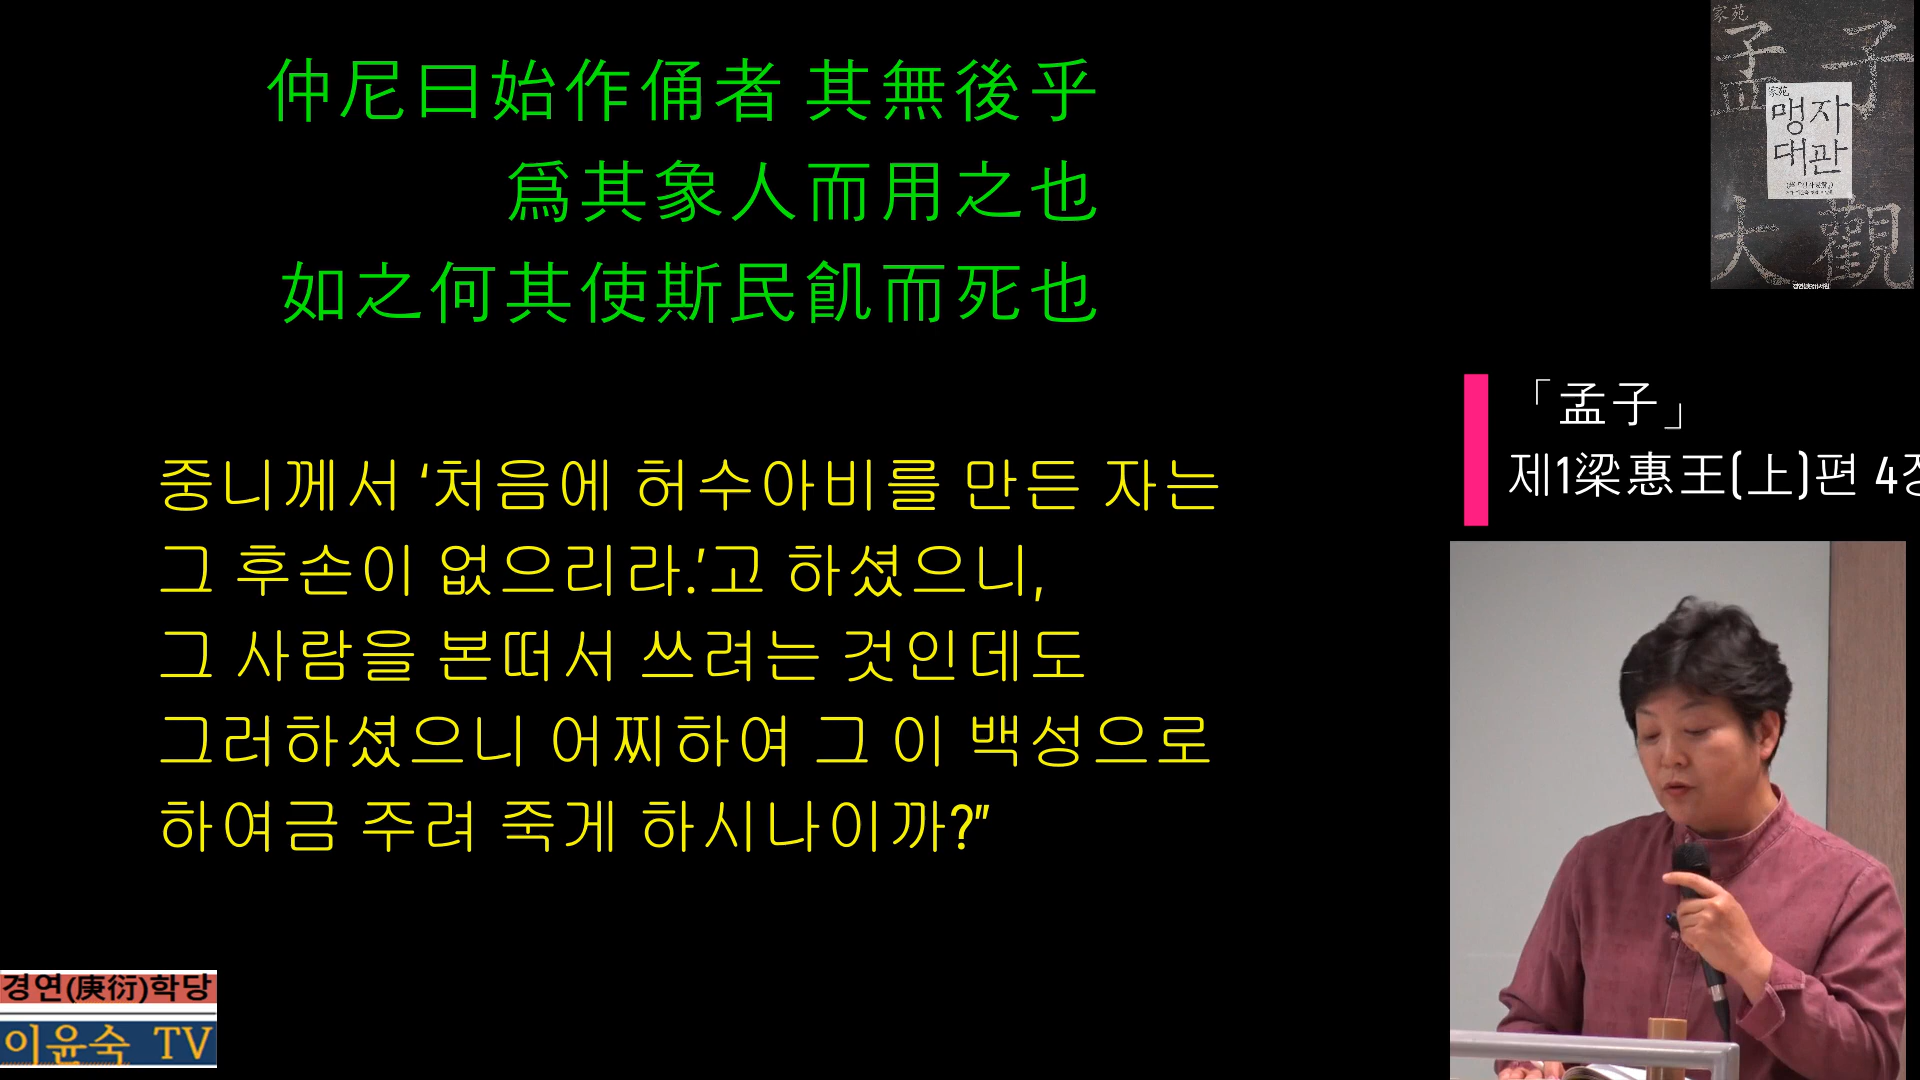 仲尼曰始作俑者 其無後乎
爲其象人而用之也
如之何其使斯民飢而死也
중니께서 ‘처음에 허수아비를 만든 자는
그 후손이 없으리라.’고 하셨으니,
그 사람을 본떠서 쓰려는 것인데도
그러하셨으니 어찌하여 그 이 백성으로
하여금 주려 죽게 하시나이까?”
家苑
孟子
家苑
맹자
대관
大觀
「孟子」
제1梁惠王(上)편 4장
경연(庚衍)학당
이윤숙 TV